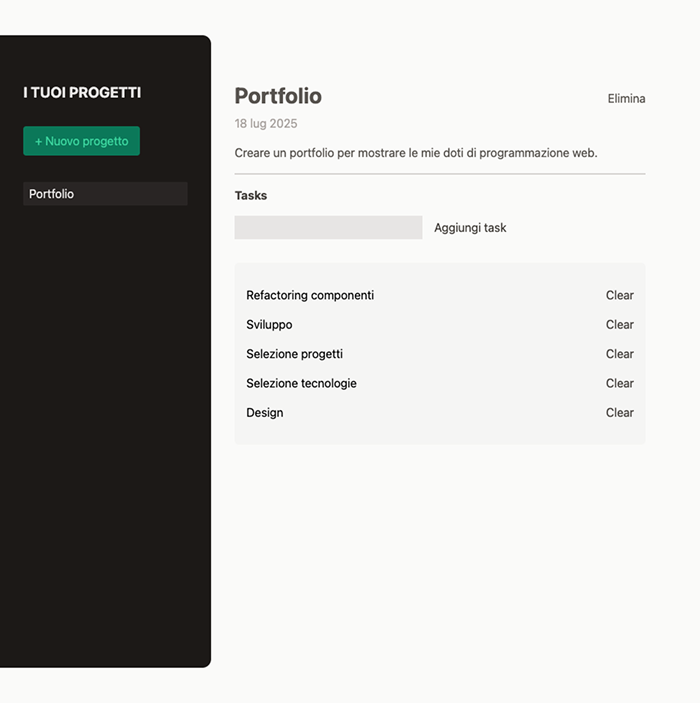 I TUOI PROGETTI
+ Nuovo progetto
Portfolio
Portfolio
Elimina
18 lug 2025
Creare un portfolio per mostrare le mie doti di programmazione web.
Tasks
Aggiungi task
Refactoring componenti Clear
Sviluppo Clear
Selezione progetti Clear
Selezione tecnologie Clear
Design Clear